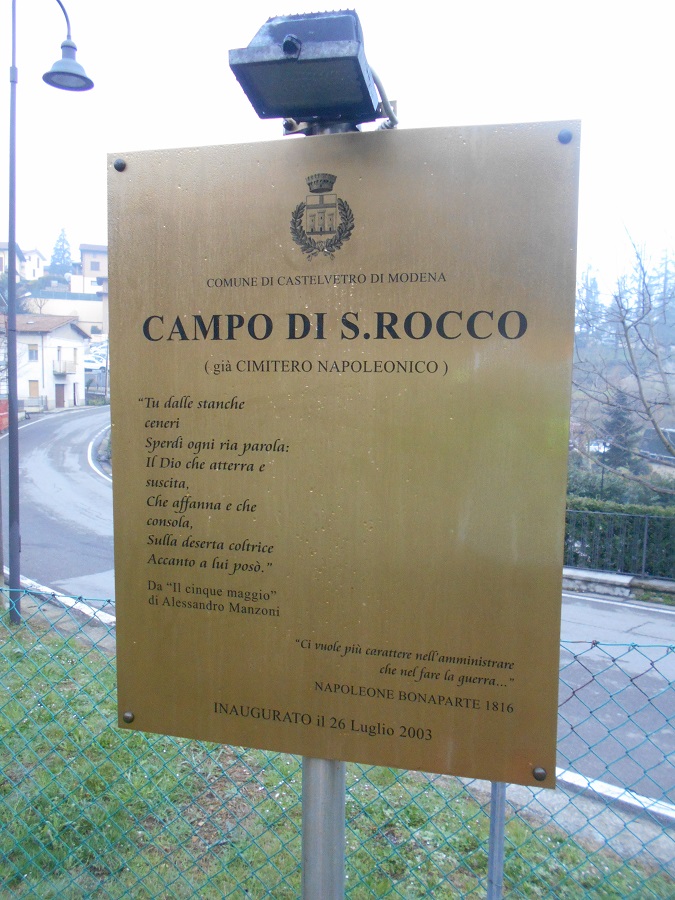 COMUNE DI CASTELVETRO DI MODENA
CAMPO DI S.ROCCO
( già CIMITERO NAPOLEONICO )
“Tu dalle stanche
ceneri
Sperdi ogni ria parola:
Il Dio che atterra e
suscita,
Che affanna e che
consola,
Sulla deserta coltrice
Accanto a lui posò.”
Da “Il cinque maggio”
di Alessandro Manzoni
“Ci vuole più carattere nell'amministrare
che nel fare la guerra...”
NAPOLEONE BONAPARTE 1816
INAUGURATO il 26 Luglio 2003